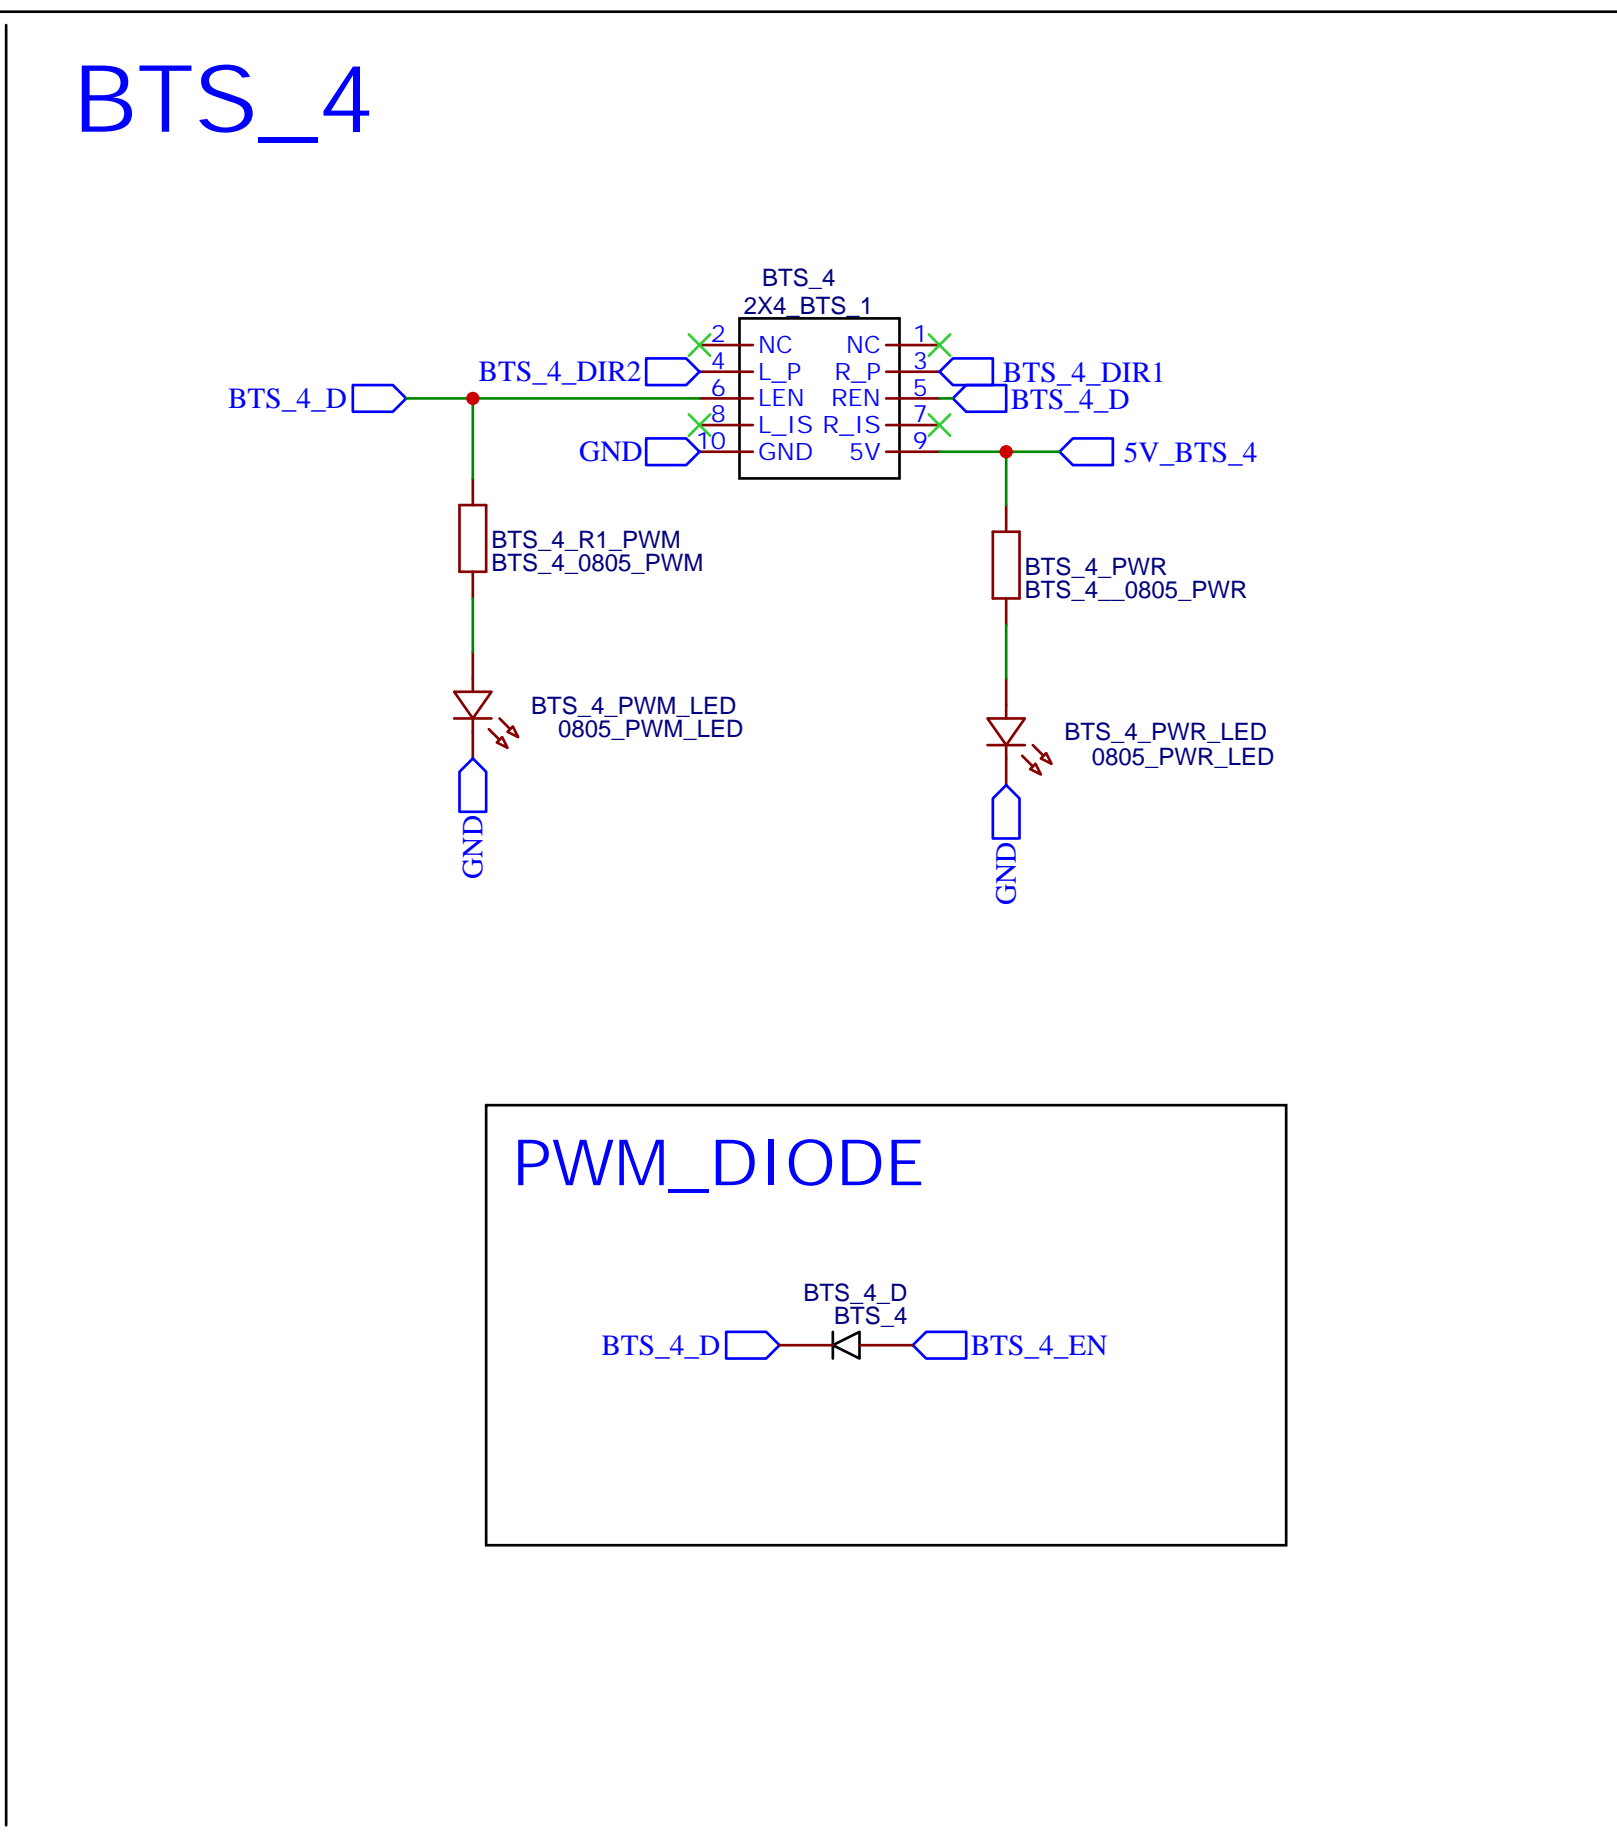 BTS_4
BTS_4
2X4_BTS_1
2 NC NC 1
BTS_4_DIR2 4 L_P R_P 3 BTS_4_DIR1
BTS_4_D 6 LEN REN 5 BTS_4_D
8 L_IS R_IS 7
GND 10 GND 5V 9 5V_BTS_4
BTS_4_R1_PWM
BTS_4_0805_PWM
BTS_4_PWR
BTS_4__0805_PWR
BTS_4_PWM_LED
0805_PWM_LED
BTS_4_PWR_LED
0805_PWR_LED
GND
GND
PWM_DIODE
BTS_4_D
BTS_4
BTS_4_D BTS_4_EN